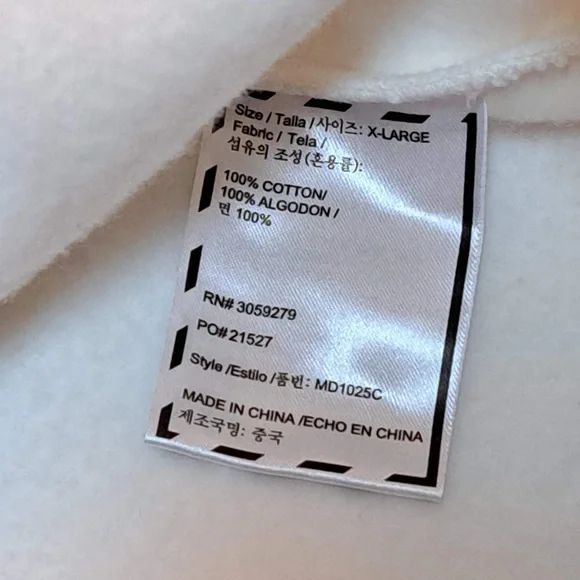 Size / Talla / 사이즈: X-LARGE
Fabric / Tela /
섬유의 조성(혼용률):
100% COTTON/
100% ALGODON /
면 100%
RN# 3059279
PO# 21527
Style /Estilo /품번: MD1025C
MADE IN CHINA /ECHO EN CHINA
제조국명: 중국